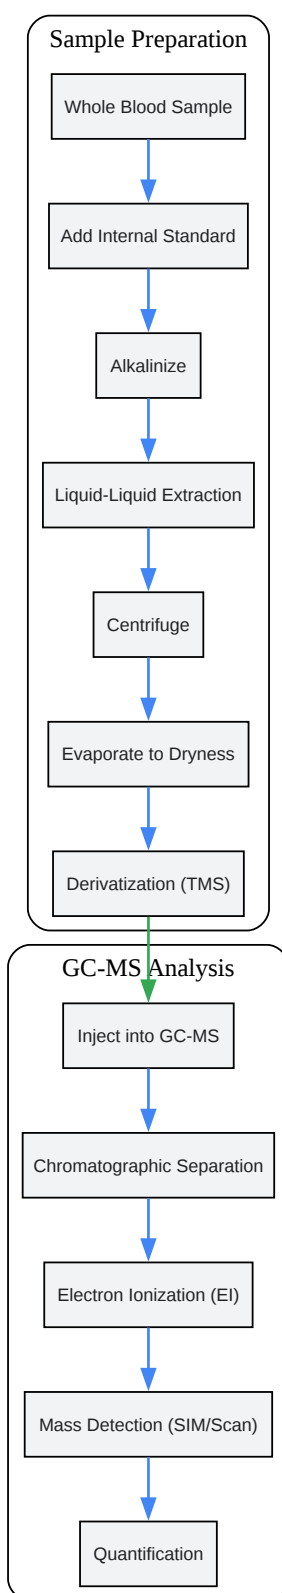 Sample Preparation
Whole Blood Sample
Add Internal Standard
Alkalinize
Liquid-Liquid Extraction
Centrifuge
Evaporate to Dryness
Derivatization (TMS)
GC-MS Analysis
Inject into GC-MS
Chromatographic Separation
Electron Ionization (EI)
Mass Detection (SIM/Scan)
Quantification